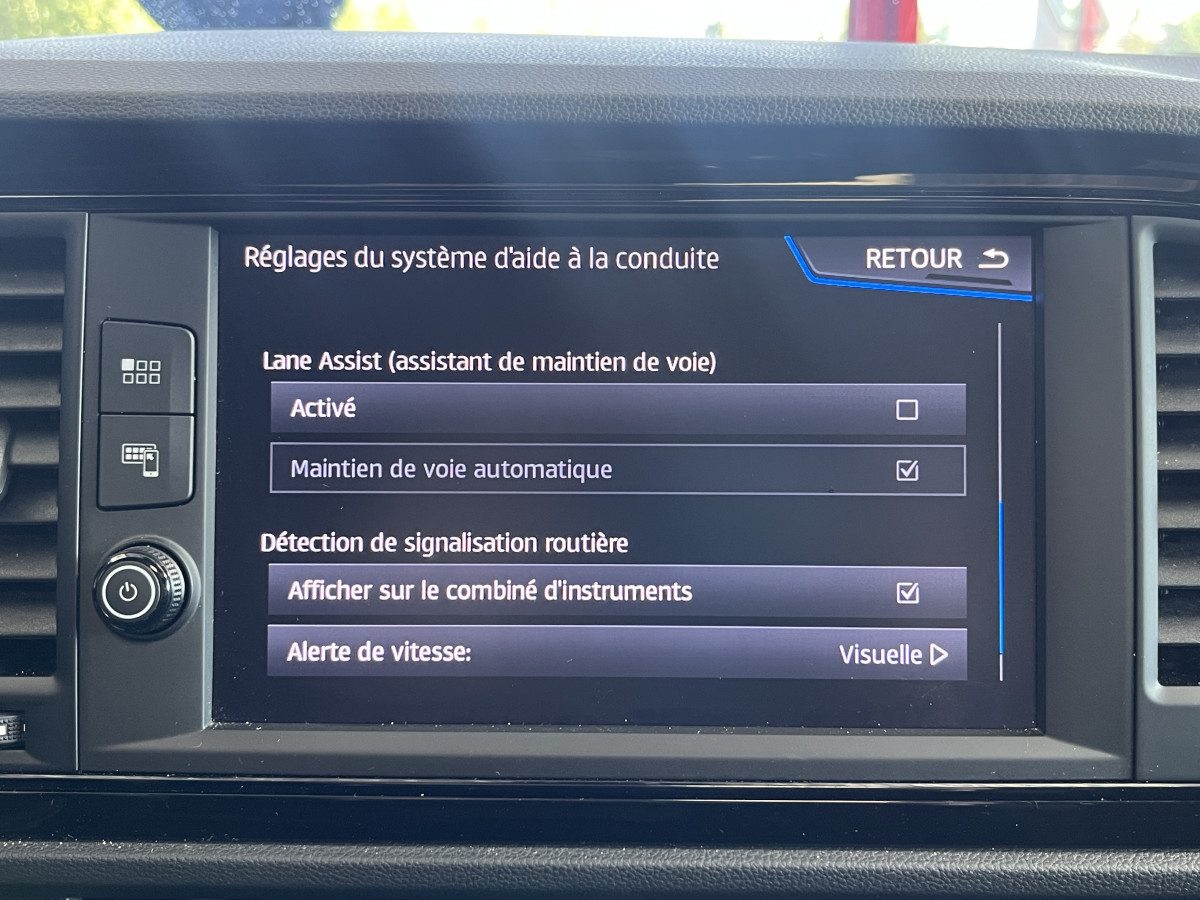 Réglages du système d'aide à la conduite
RETOUR
Lane Assist (assistant de maintien de voie)
Activé
Maintien de voie automatique
Détection de signalisation routière
Afficher sur le combiné d'instruments
Alerte de vitesse: Visuelle